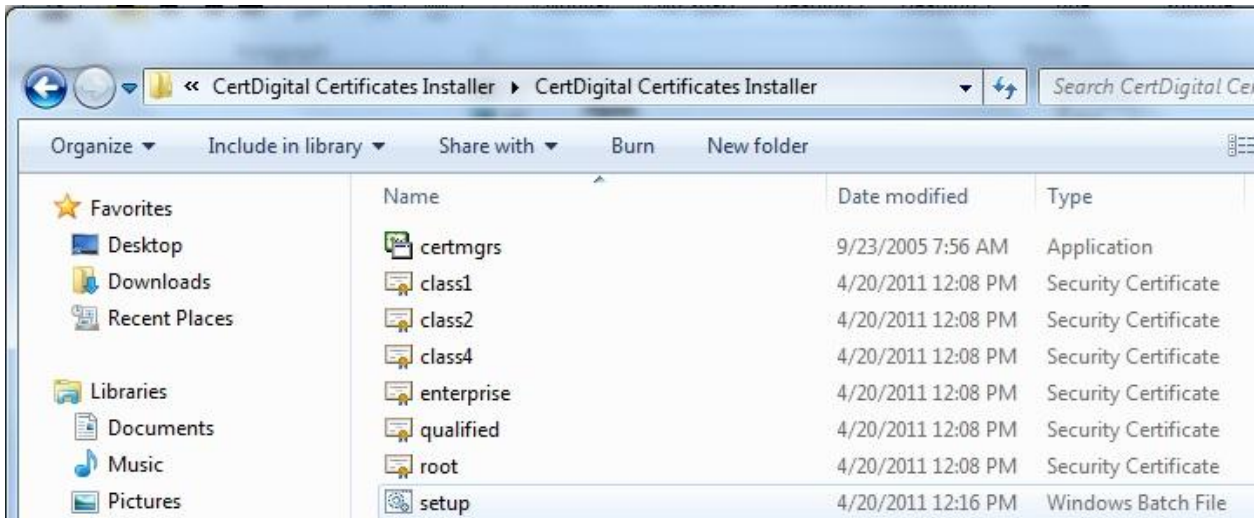 « CertDigital Certificates Installer ▸ CertDigital Certificates Installer Search CertDigital Cer
Organize Include in library Share with Burn New folder
Name Date modified Type
Favorites
Desktop
Downloads
Recent Places
Libraries
Documents
Music
Pictures
certmgrs 9/23/2005 7:56 AM Application
class1 4/20/2011 12:08 PM Security Certificate
class2 4/20/2011 12:08 PM Security Certificate
class4 4/20/2011 12:08 PM Security Certificate
enterprise 4/20/2011 12:08 PM Security Certificate
qualified 4/20/2011 12:08 PM Security Certificate
root 4/20/2011 12:08 PM Security Certificate
setup 4/20/2011 12:16 PM Windows Batch File